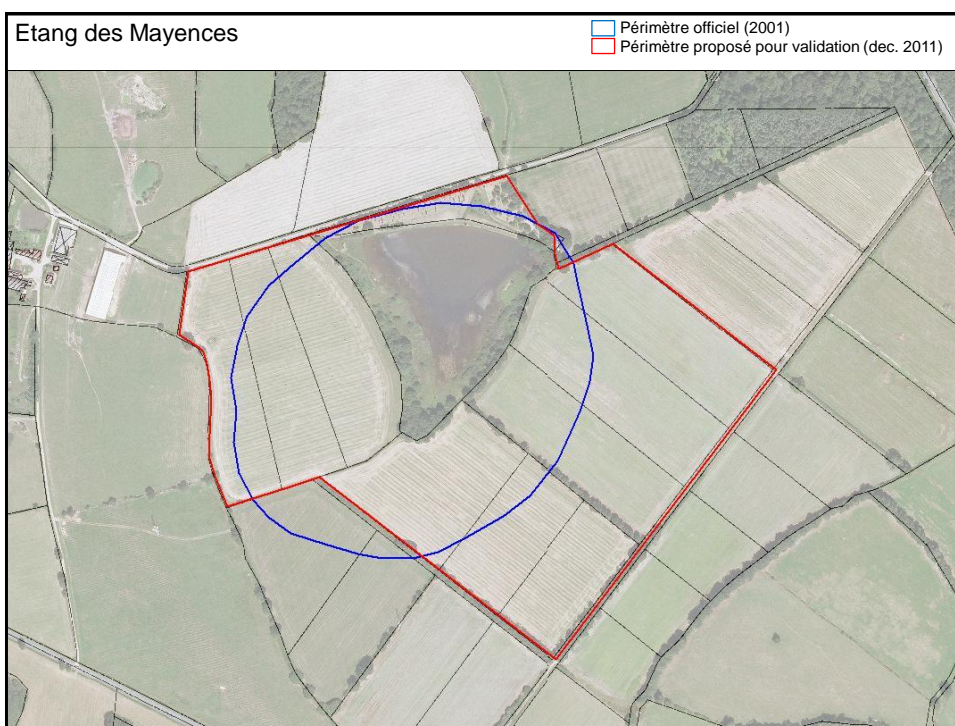 Etang des Mayences
Périmètre officiel (2001)
Périmètre proposé pour validation (dec. 2011)